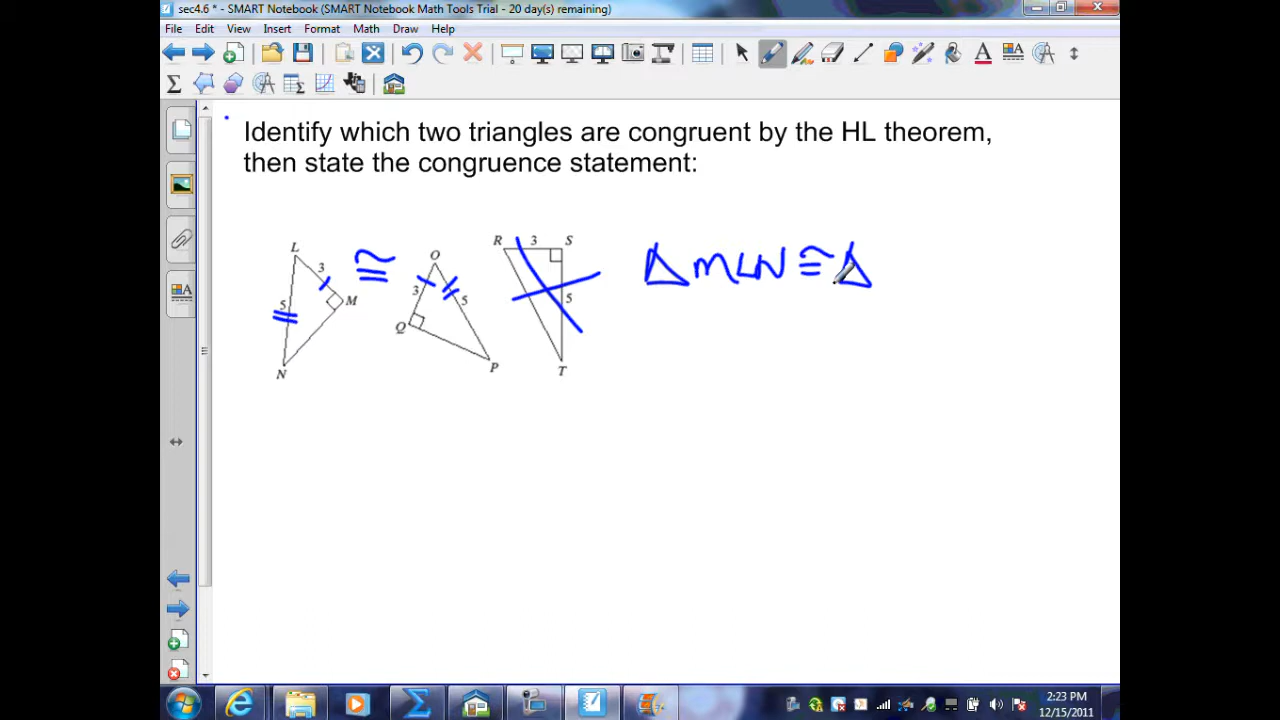 sec4.6 * - SMART Notebook (SMART Notebook Math Tools Trial - 20 day(s) remaining)
File Edit View Insert Format Math Draw Help
Identify which two triangles are congruent by the HL theorem,
then state the congruence statement:
L 3 M 5 N
≅
O 3 5 Q P
R 3 S 5 T
△MLN ≅ △
2:23 PM
12/15/2011